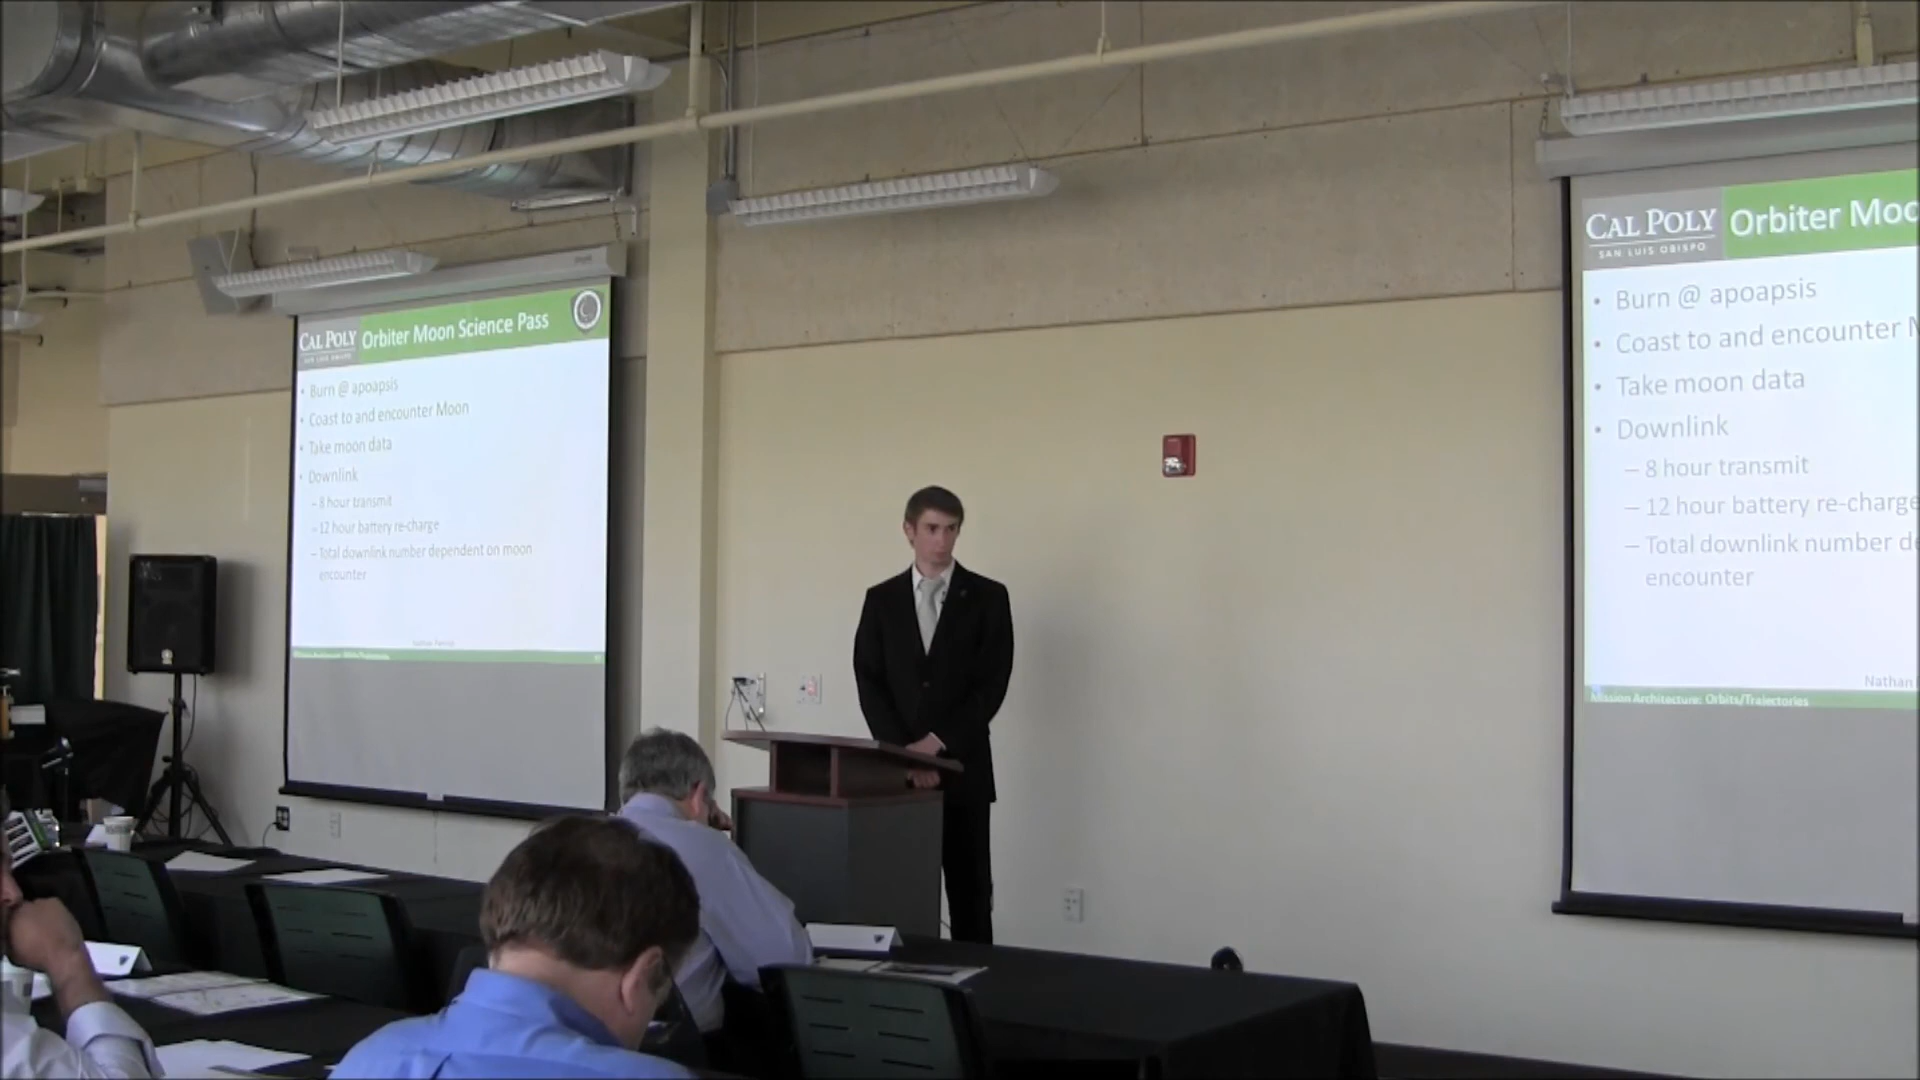 CAL POLY
SAN LUIS OBISPO
Orbiter Moon Science Pass
• Burn @ apoapsis
• Coast to and encounter Moon
• Take moon data
• Downlink
– 8 hour transmit
– 12 hour battery re-charge
– Total downlink number dependent on moon
encounter
CAL POLY
SAN LUIS OBISPO
Orbiter Moo
• Burn @ apoapsis
• Coast to and encounter M
• Take moon data
• Downlink
– 8 hour transmit
– 12 hour battery re-charge
– Total downlink number de
encounter
Nathan
Mission Architecture: Orbits/Trajectories